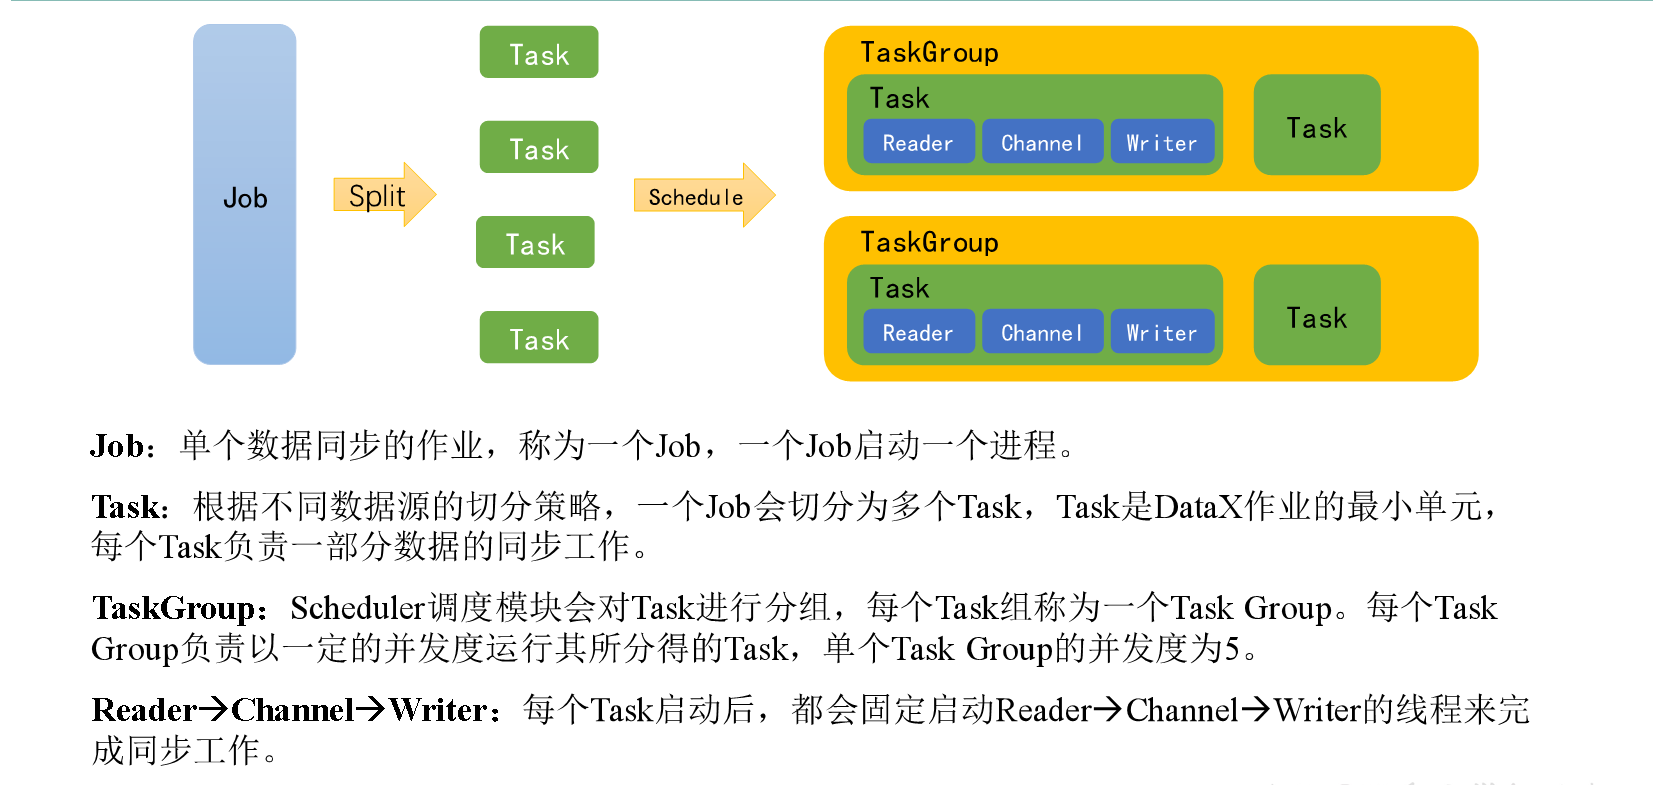 Job
Split
Task
Task
Task
Task
Schedule
TaskGroup
Task
Reader Channel Writer
Task
TaskGroup
Task
Reader Channel Writer
Task
Job：单个数据同步的作业，称为一个Job，一个Job启动一个进程。
Task：根据不同数据源的切分策略，一个Job会切分为多个Task，Task是DataX作业的最小单元，
每个Task负责一部分数据的同步工作。
TaskGroup：Scheduler调度模块会对Task进行分组，每个Task组称为一个Task Group。每个Task
Group负责以一定的并发度运行其所分得的Task，单个Task Group的并发度为5。
Reader→Channel→Writer：每个Task启动后，都会固定启动Reader→Channel→Writer的线程来完
成同步工作。